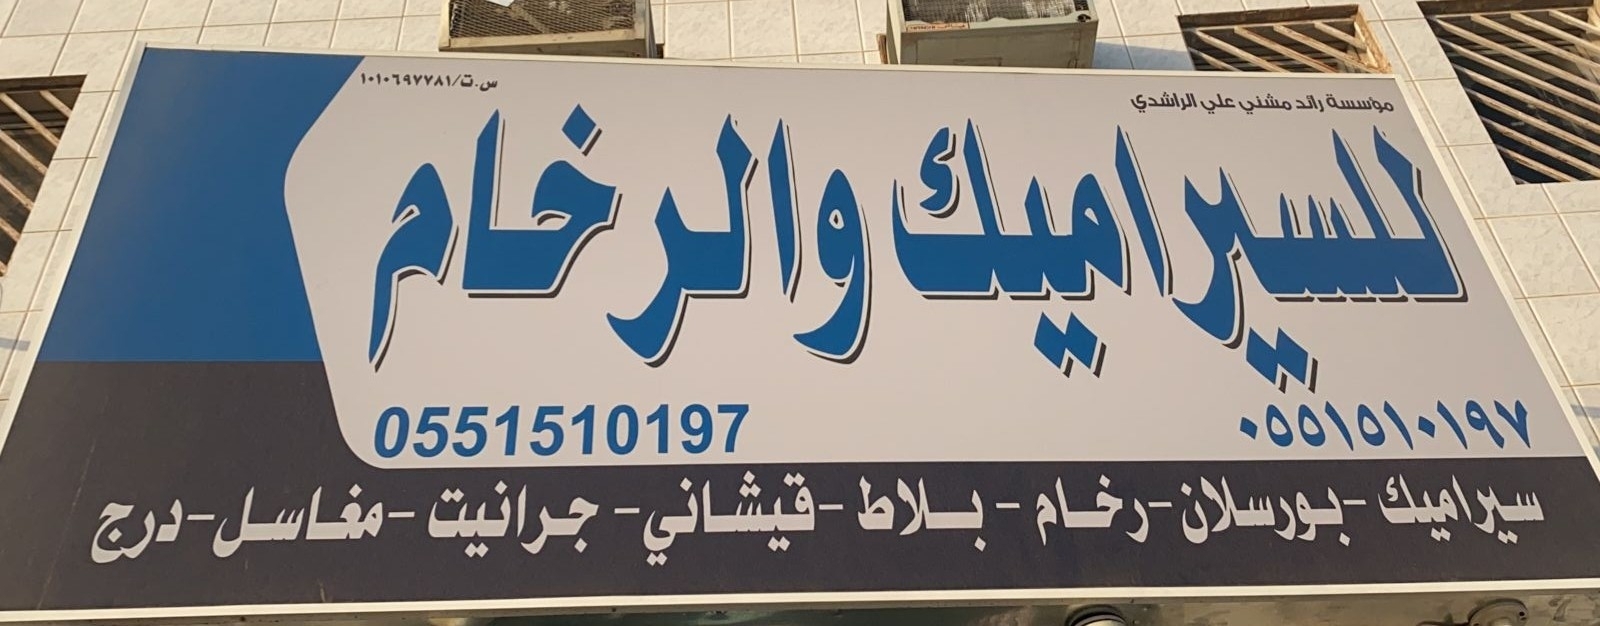 مؤسسة رائد مشني علي الراشدي
س.ت/١٠١٠٦٩٧٧٨١
للسيراميك والرخام
٠٥٥١٥١٠١٩٧
0551510197
سيراميك - بورسلان - رخام - بلاط - قيشاني - جرانيت - مغاسل - درج